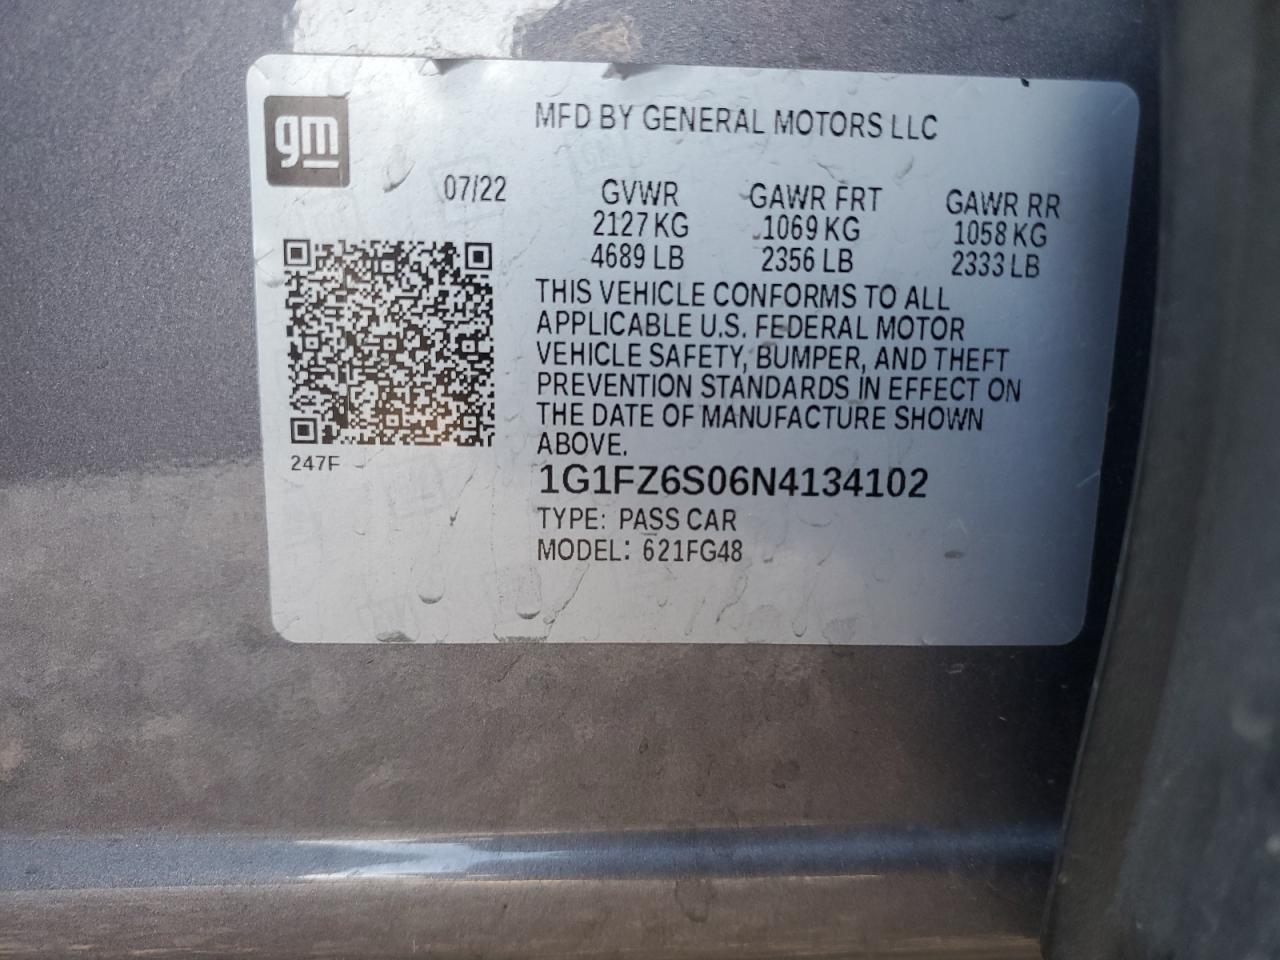 gm
MFD BY GENERAL MOTORS LLC
07/22
GVWR GAWR FRT GAWR RR
2127 KG 1069 KG 1058 KG
4689 LB 2356 LB 2333 LB
THIS VEHICLE CONFORMS TO ALL
APPLICABLE U.S. FEDERAL MOTOR
VEHICLE SAFETY, BUMPER, AND THEFT
PREVENTION STANDARDS IN EFFECT ON
THE DATE OF MANUFACTURE SHOWN
ABOVE.
247F
1G1FZ6S06N4134102
TYPE: PASS CAR
MODEL: 621FG48